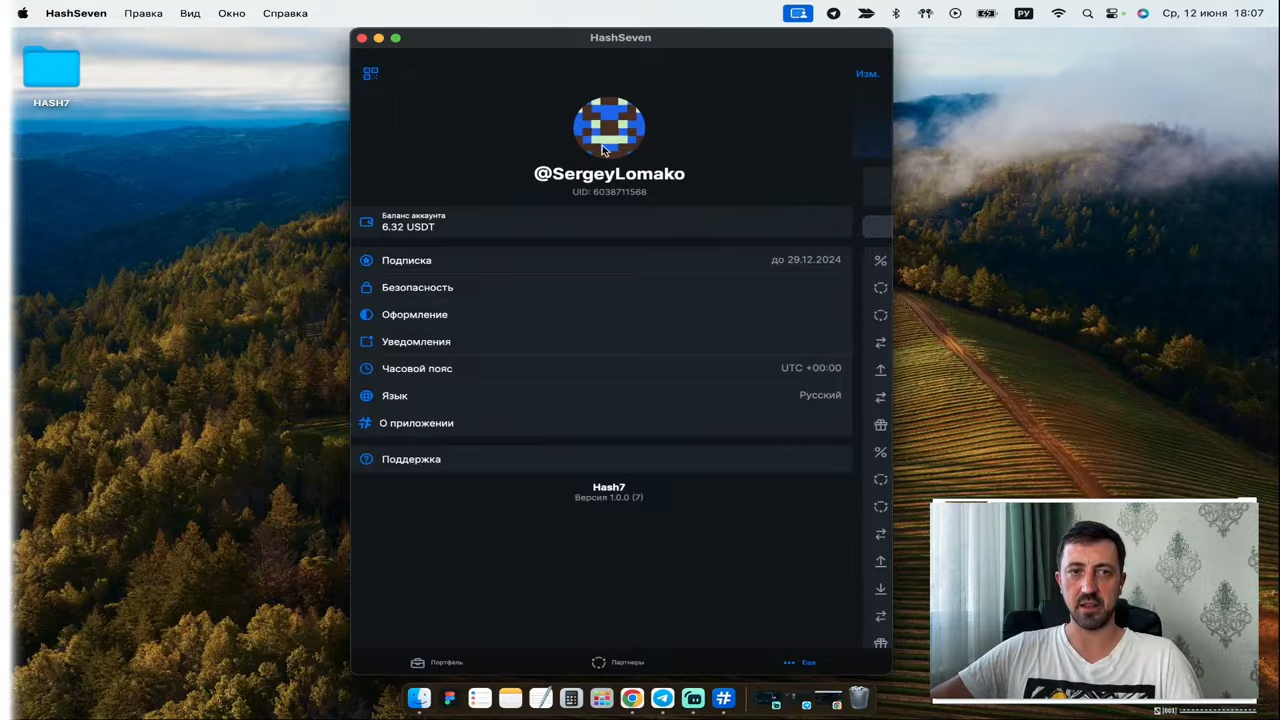 HashSeven Правка Вид Окно Справка РУ Ср, 12 июня 18:07
HashSeven
HASH7
Изм.
@SergeyLomako
UID: 6038711568
Баланс аккаунта
6.32 USDT
Подписка до 29.12.2024
Безопасность
Оформление
Уведомления
Часовой пояс UTC +00:00
Язык Русский
О приложении
Поддержка
Hash7
Версия 1.0.0 (7)
Портфель Партнеры Еще
[001]